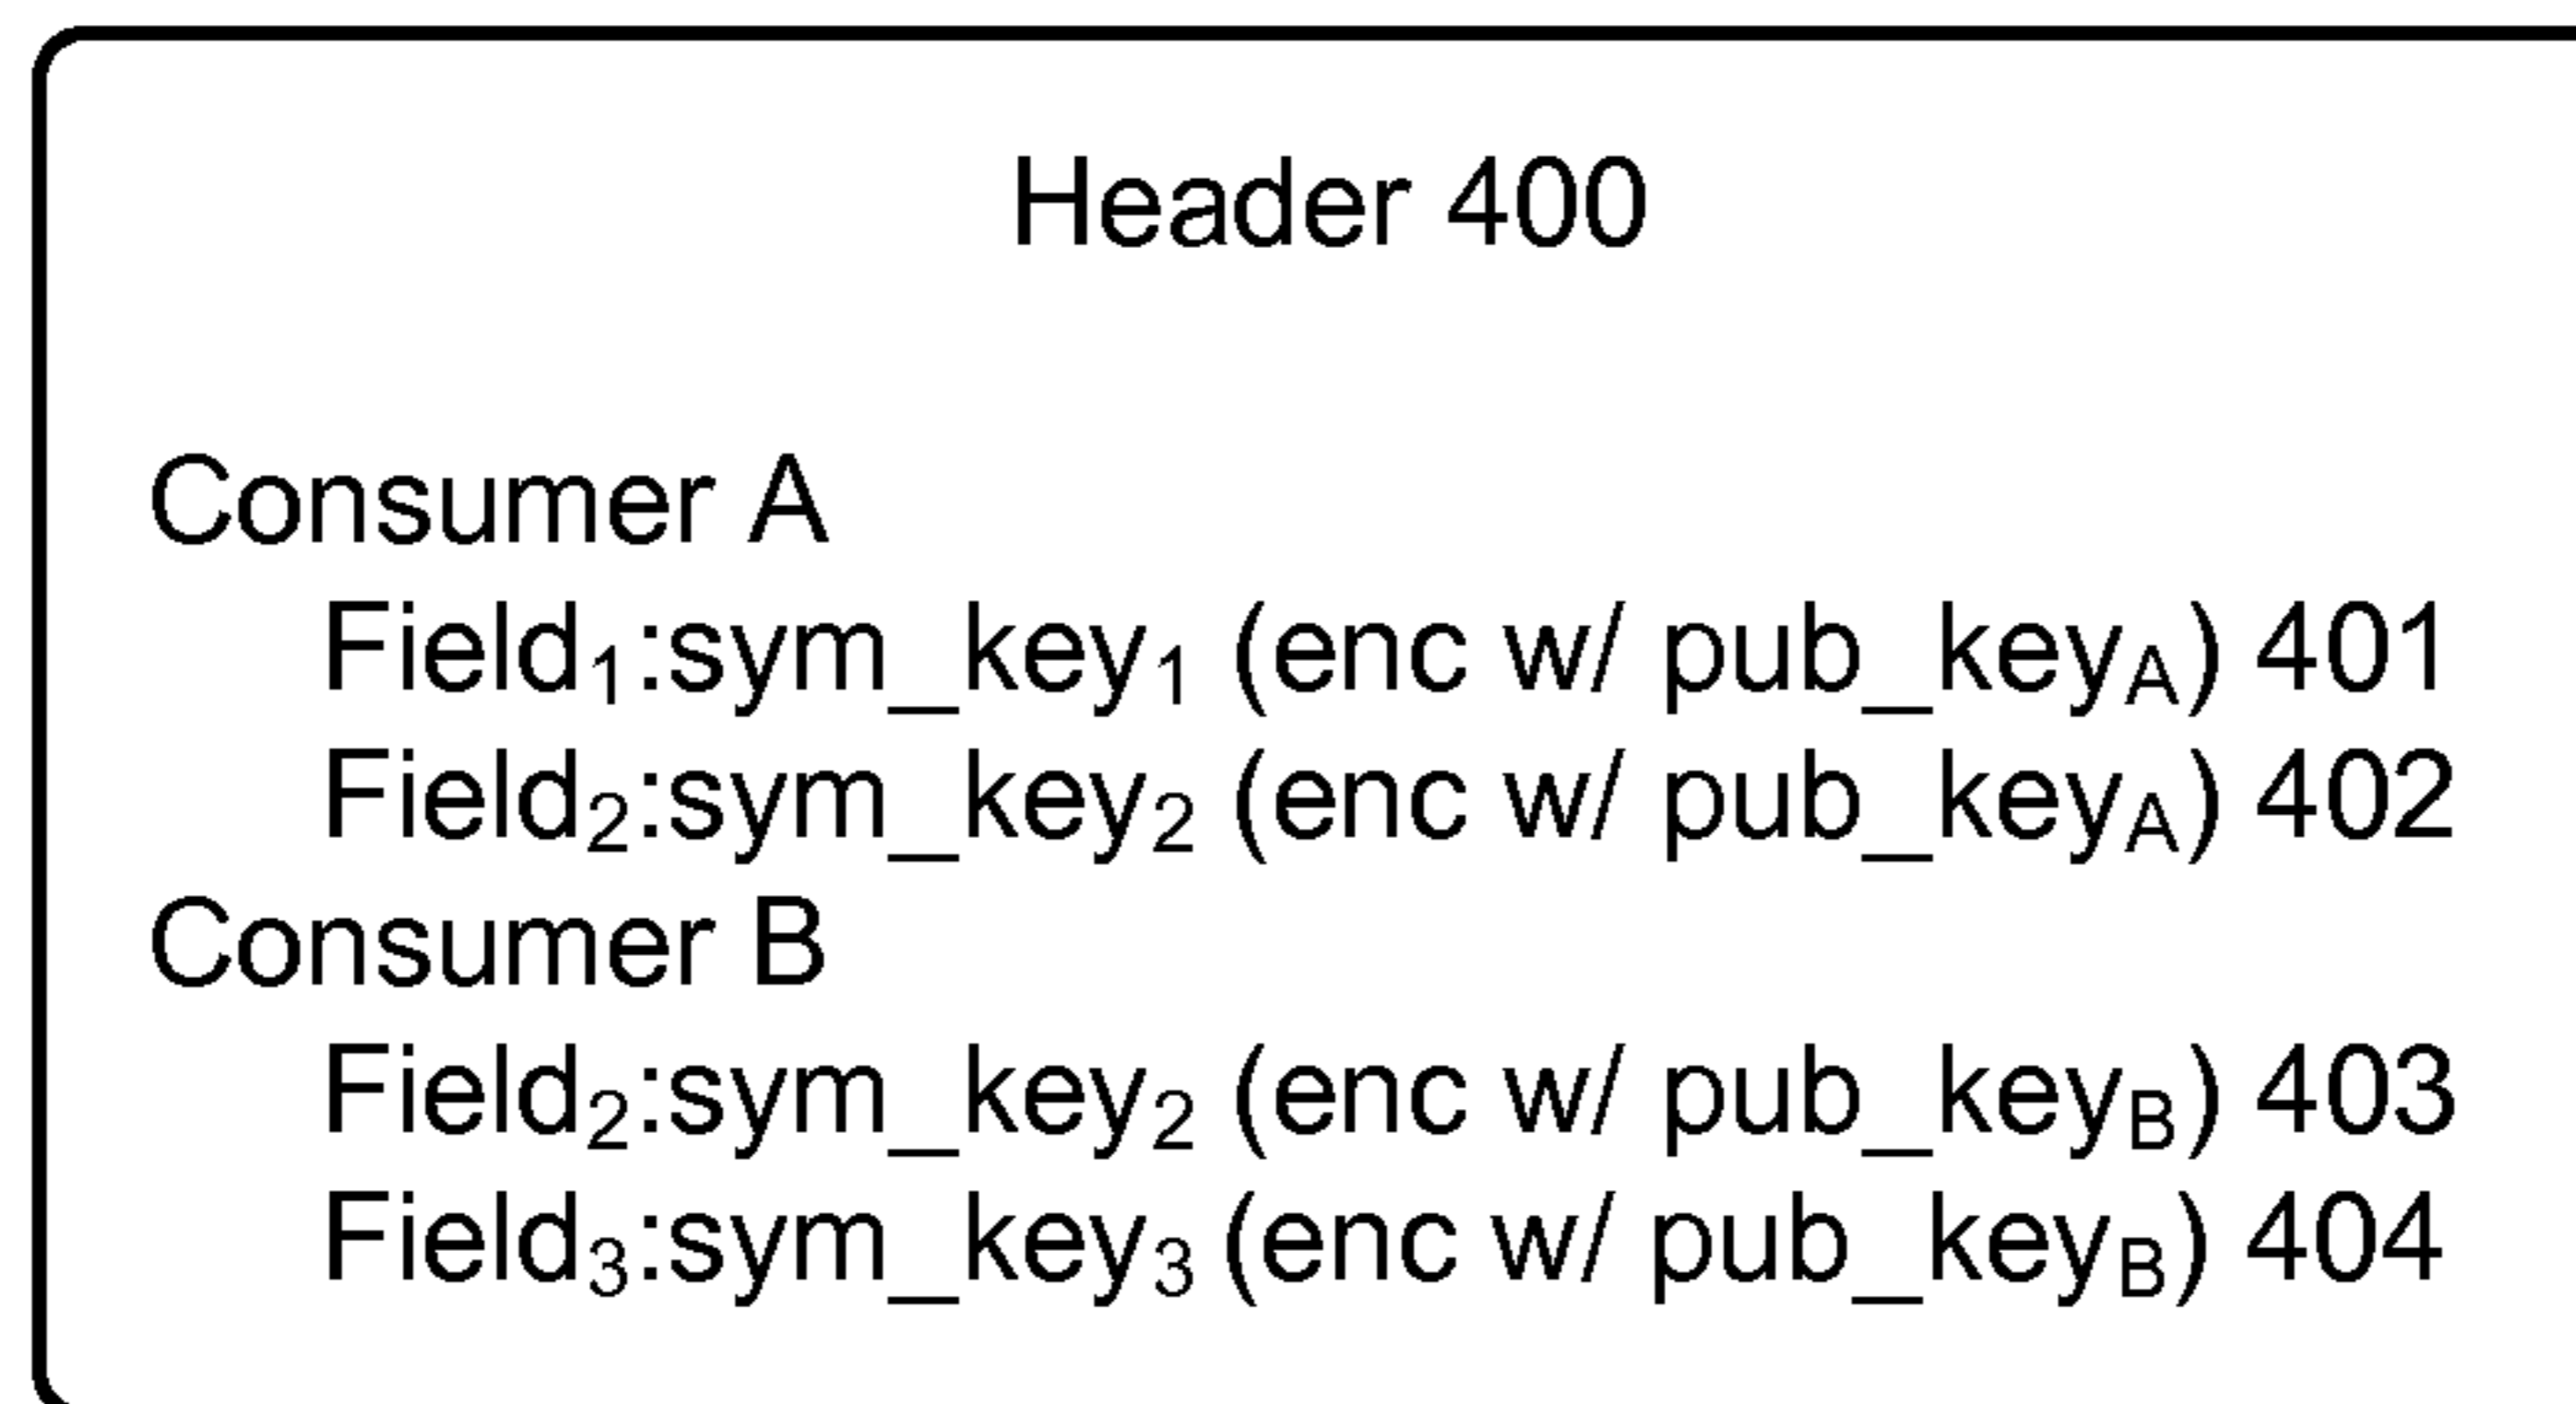 Header 400
Consumer A
Field₁:sym_key₁ (enc w/ pub_keyA) 401
Field₂:sym_key₂ (enc w/ pub_keyA) 402
Consumer B
Field₂:sym_key₂ (enc w/ pub_keyB) 403
Field₃:sym_key₃ (enc w/ pub_keyB) 404